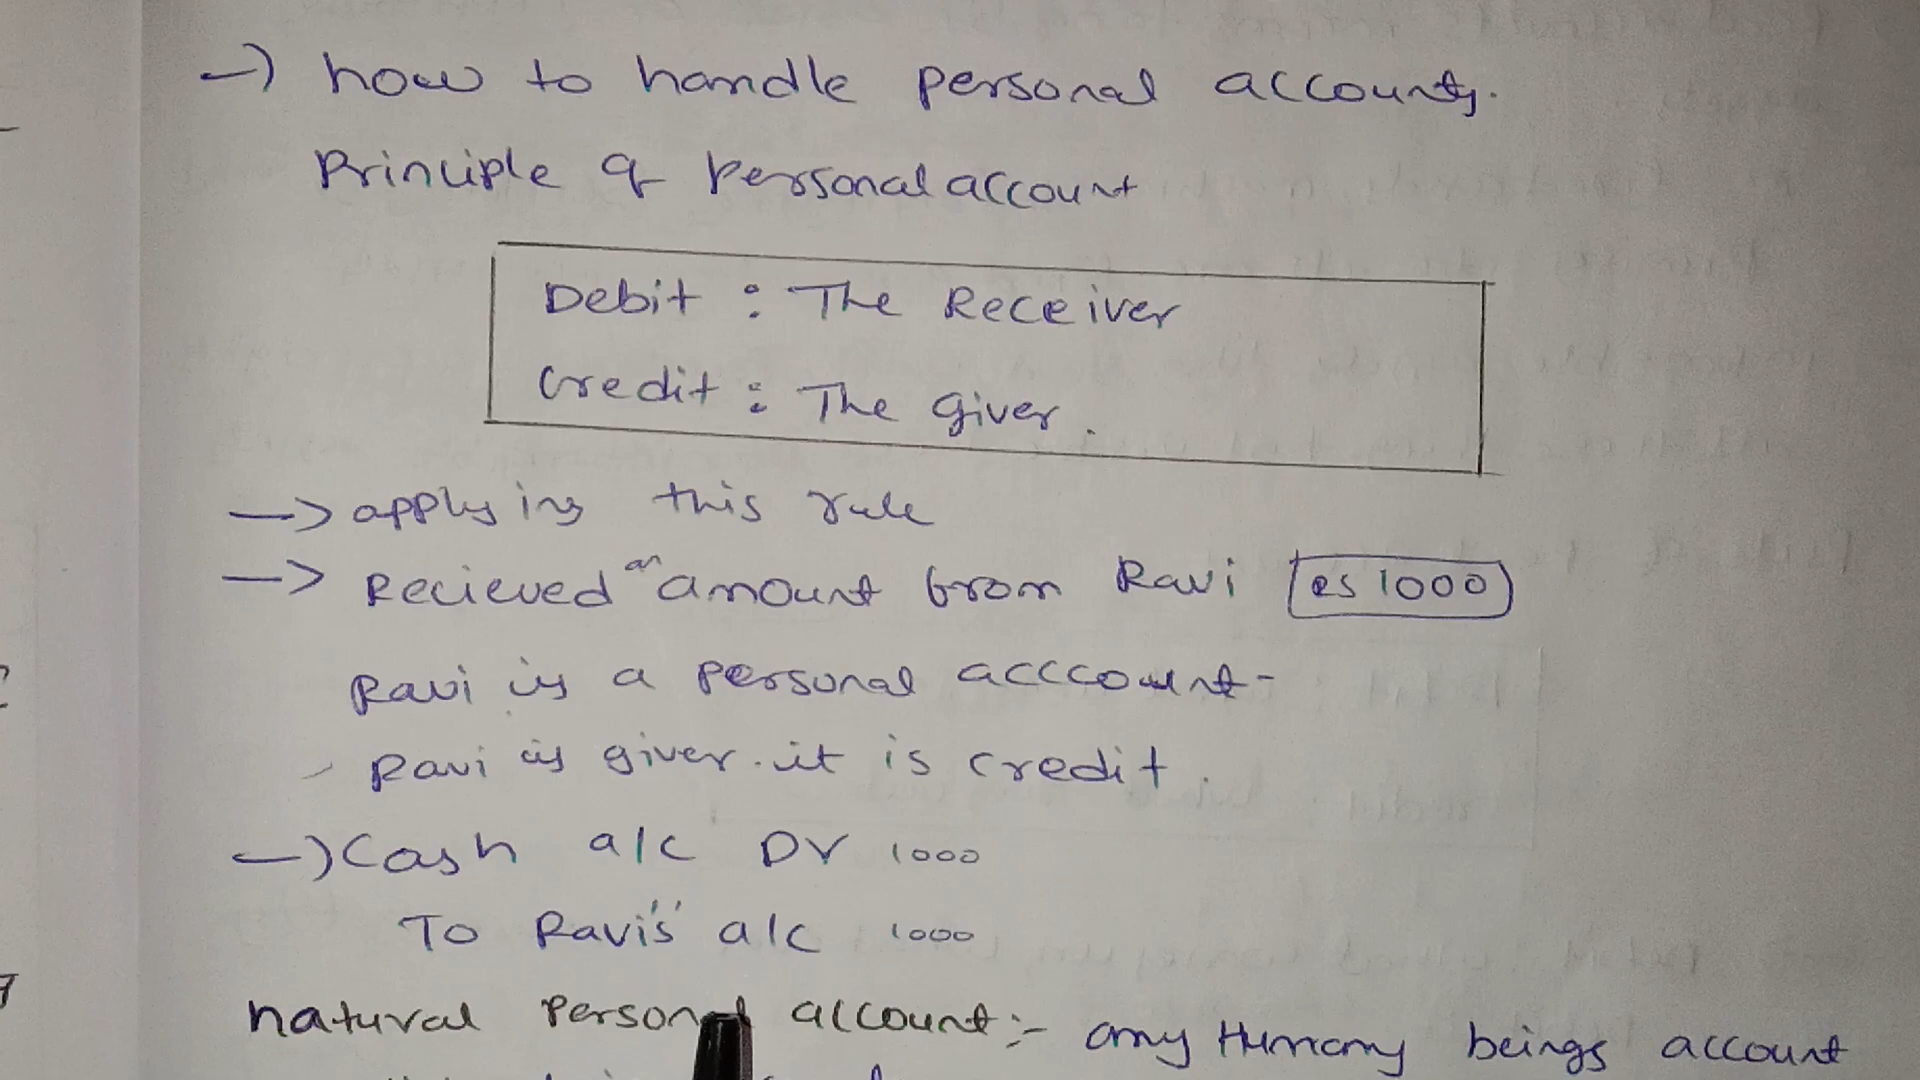 -> how to handle personal accounts.
Principle of Personal account
Debit : The Receiver
Credit : The giver.
-> applying this rule
-> Recieved an amount from Ravi Rs 1000
Ravi is a personal acccount-
- Ravi is giver. it is credit.
-> Cash a/c Dr 1000
To Ravi's' a/c 1000
natural Personal account:- any Humany beings account